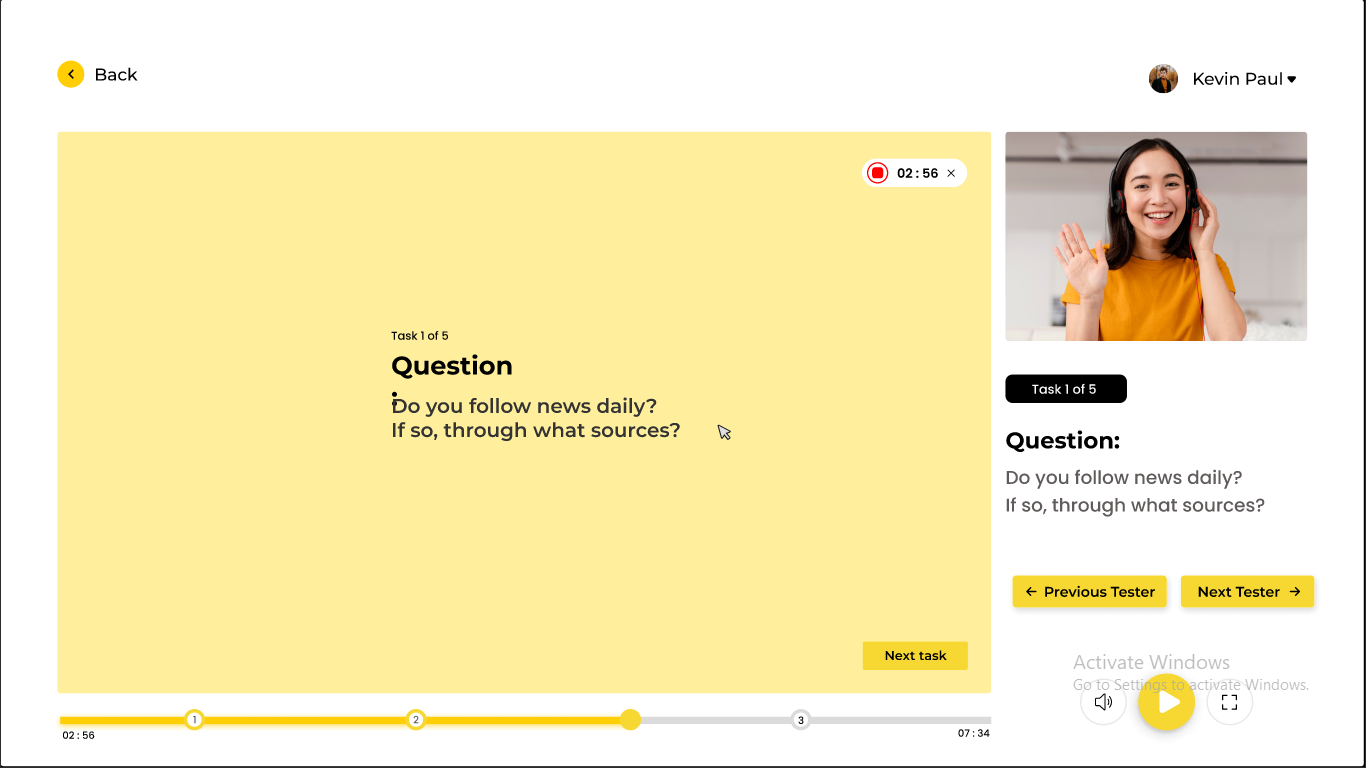 Back
Kevin Paul
02 : 56
Task 1 of 5
Question
:
Do you follow news daily?
If so, through what sources?
Next task
1
2
3
02 : 56
07 : 34
Task 1 of 5
Question:
Do you follow news daily?
If so, through what sources?
Previous Tester
Next Tester
Activate Windows
Go to Settings to activate Windows.